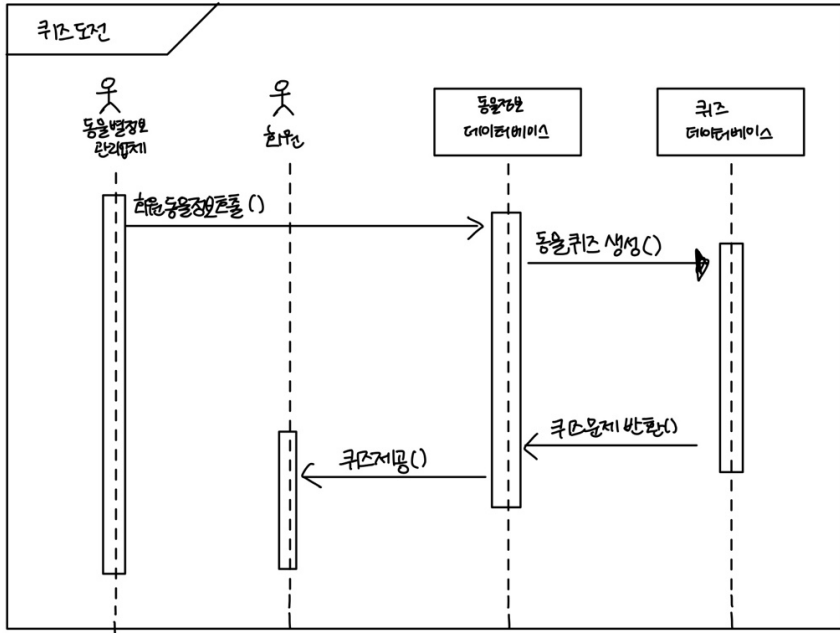 퀴즈도전
동물별정보
관리업체
회원
동물정보
데이터베이스
퀴즈
데이터베이스
회원동물정보호출()
동물퀴즈 생성()
퀴즈문제 반환()
퀴즈제공()